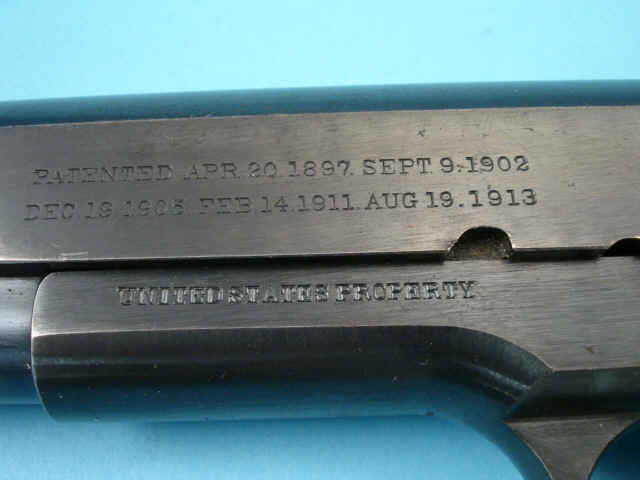 PATENTED APR.20.1897. SEPT.9.1902
DEC.19.1905. FEB.14.1911. AUG.19.1913
UNITED STATES PROPERTY